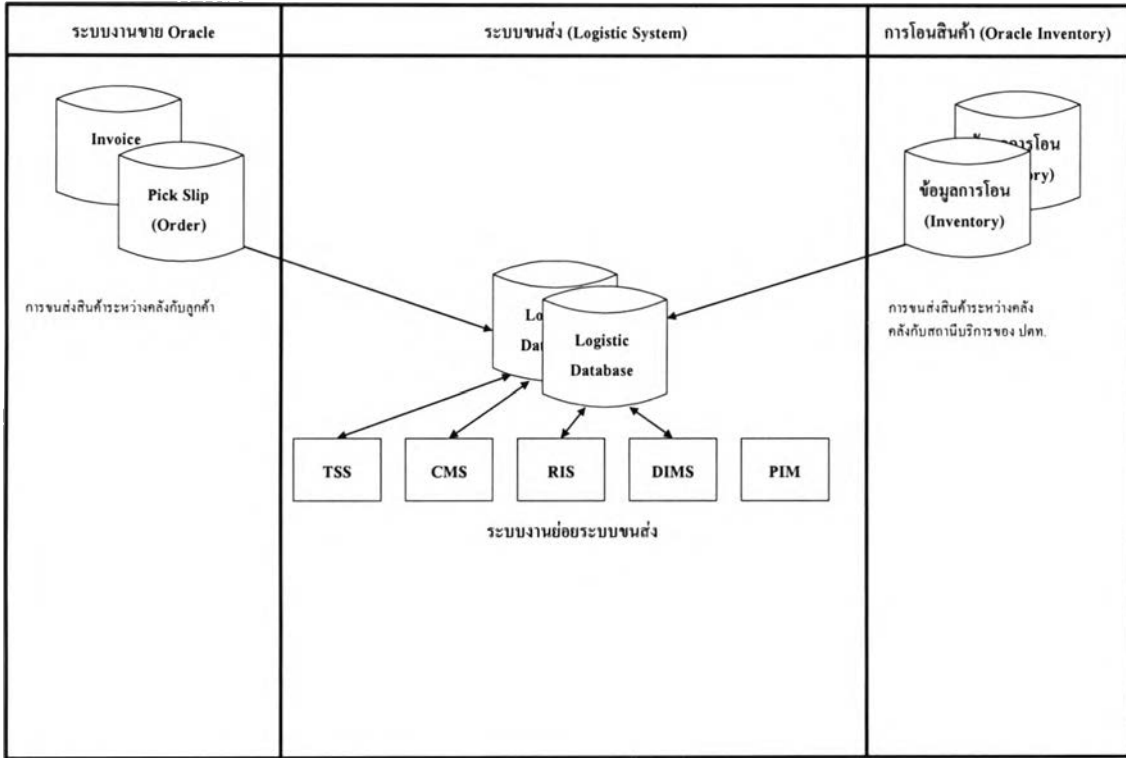 ระบบงานขาย Oracle
ระบบขนส่ง (Logistic System)
การโอนสินค้า (Oracle Inventory)
Invoice
Pick Slip
(Order)
การขนส่งสินค้าระหว่างคลังกับลูกค้า
ข้อมูลการโอน
(Inventory)
การขนส่งสินค้าระหว่างคลัง
คลังกับสถานีบริการของ ปตท.
Logistic
Database
TSS
CMS
RIS
DIMS
PIM
ระบบงานย่อยระบบขนส่ง